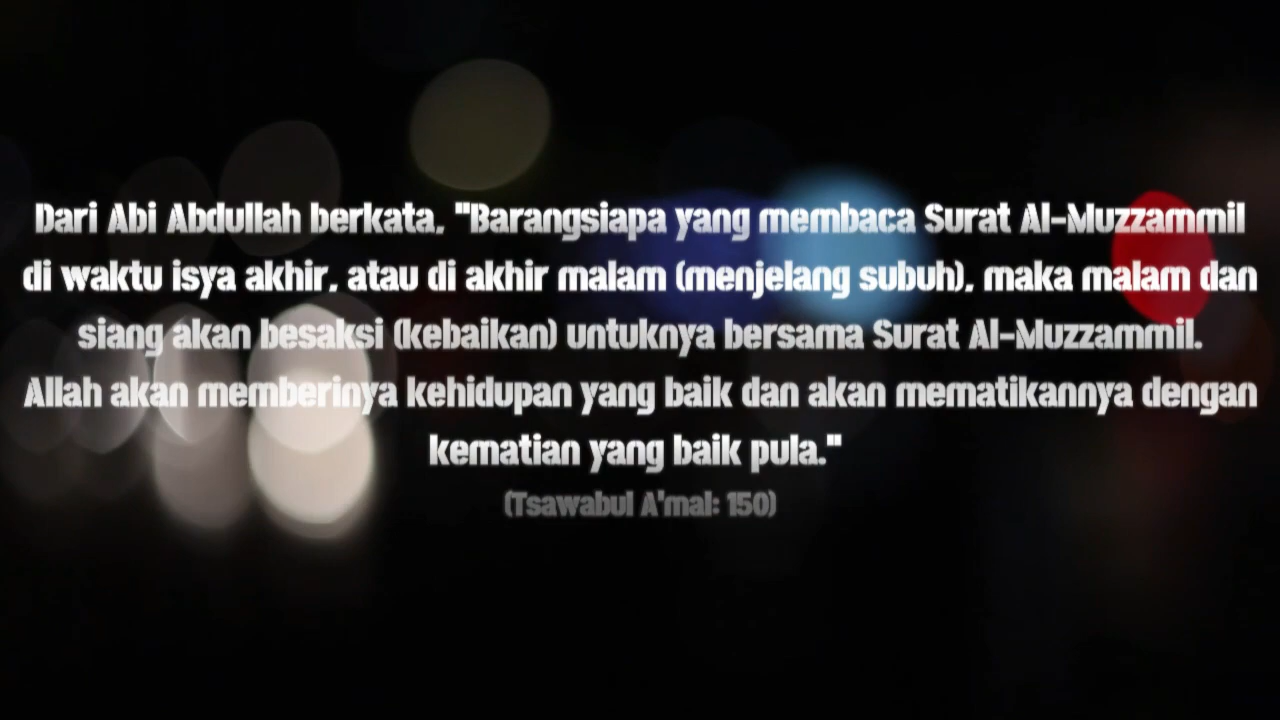 Dari Abi Abdullah berkata, "Barangsiapa yang membaca Surat Al-Muzzammil
di waktu isya akhir, atau di akhir malam (menjelang subuh), maka malam dan
siang akan besaksi (kebaikan) untuknya bersama Surat Al-Muzzammil.
Allah akan memberinya kehidupan yang baik dan akan mematikannya dengan
kematian yang baik pula."
(Tsawabul A'mal: 150)